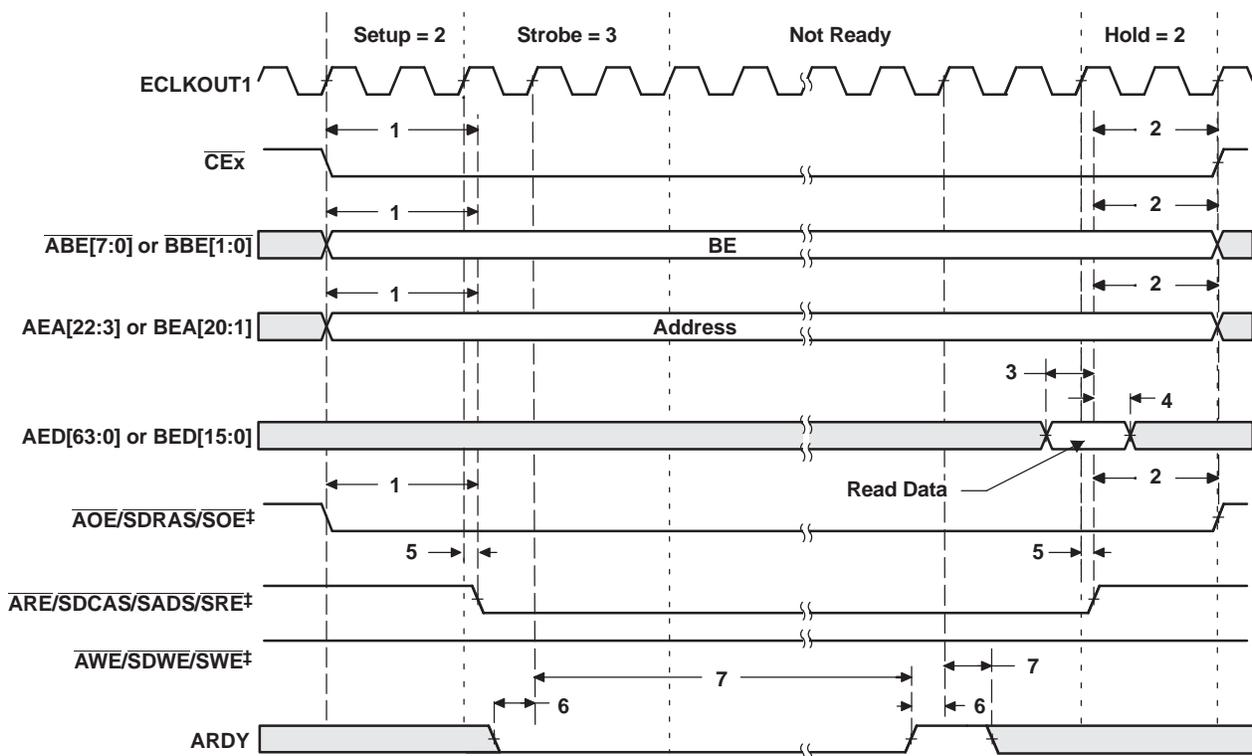 Setup = 2 Strobe = 3 Not Ready Hold = 2
ECLKOUT1
1 2
CEx
1 2
ABE[7:0] or BBE[1:0] BE
1 2
AEA[22:3] or BEA[20:1] Address
3
4
AED[63:0] or BED[15:0]
1 Read Data 2
AOE/SDRAS/SOE‡
5 5
ARE/SDCAS/SADS/SRE‡
AWE/SDWE/SWE‡
7 7
6 6
ARDY